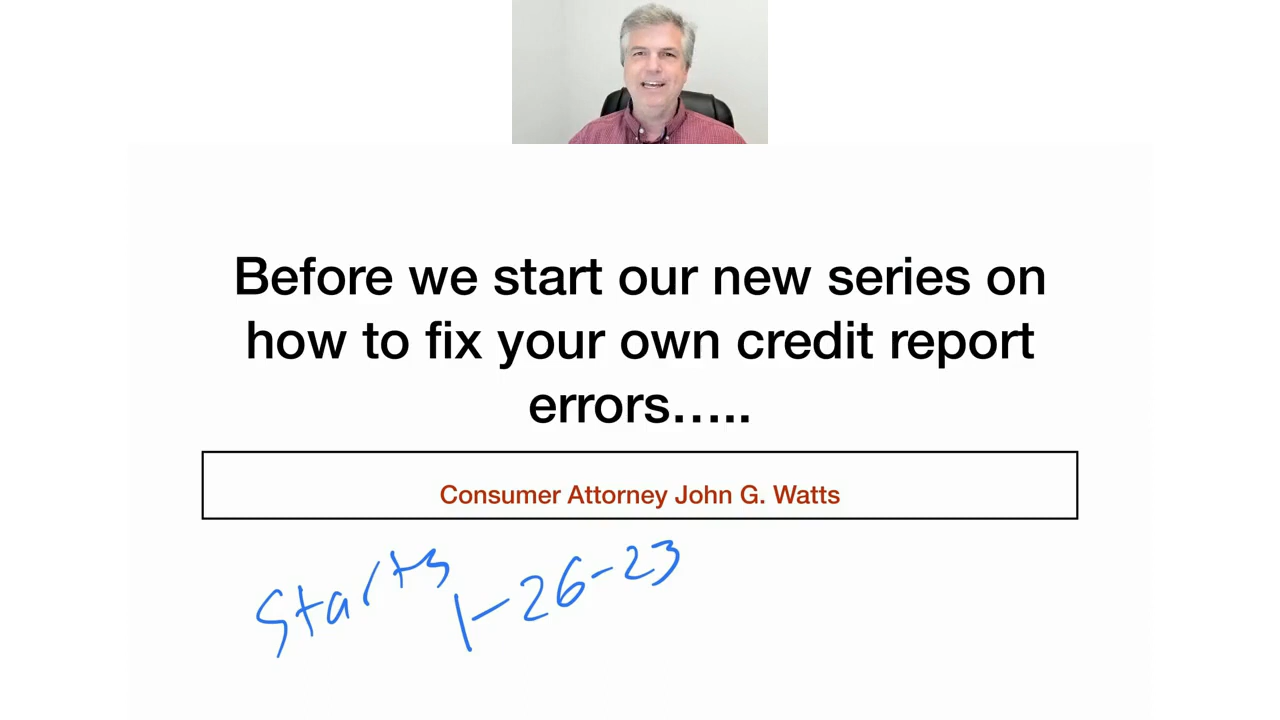 Before we start our new series on
how to fix your own credit report
errors…..
Consumer Attorney John G. Watts
Starts 1-26-23